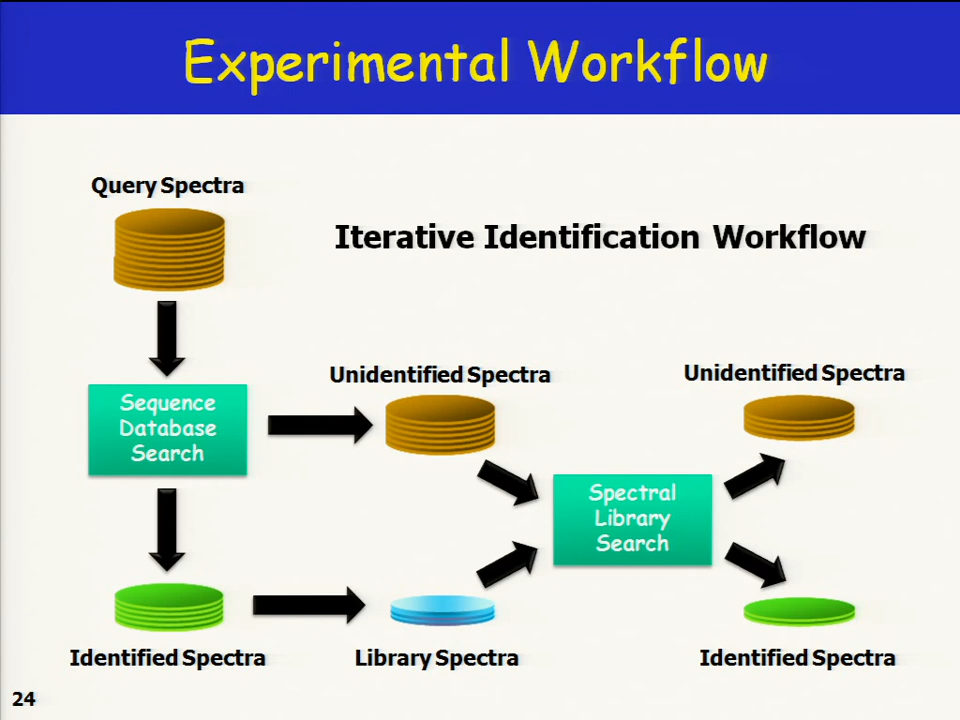 Experimental Workflow
Query Spectra
Iterative Identification Workflow
Unidentified Spectra
Unidentified Spectra
Sequence
Database
Search
Spectral
Library
Search
Identified Spectra
Library Spectra
Identified Spectra
24